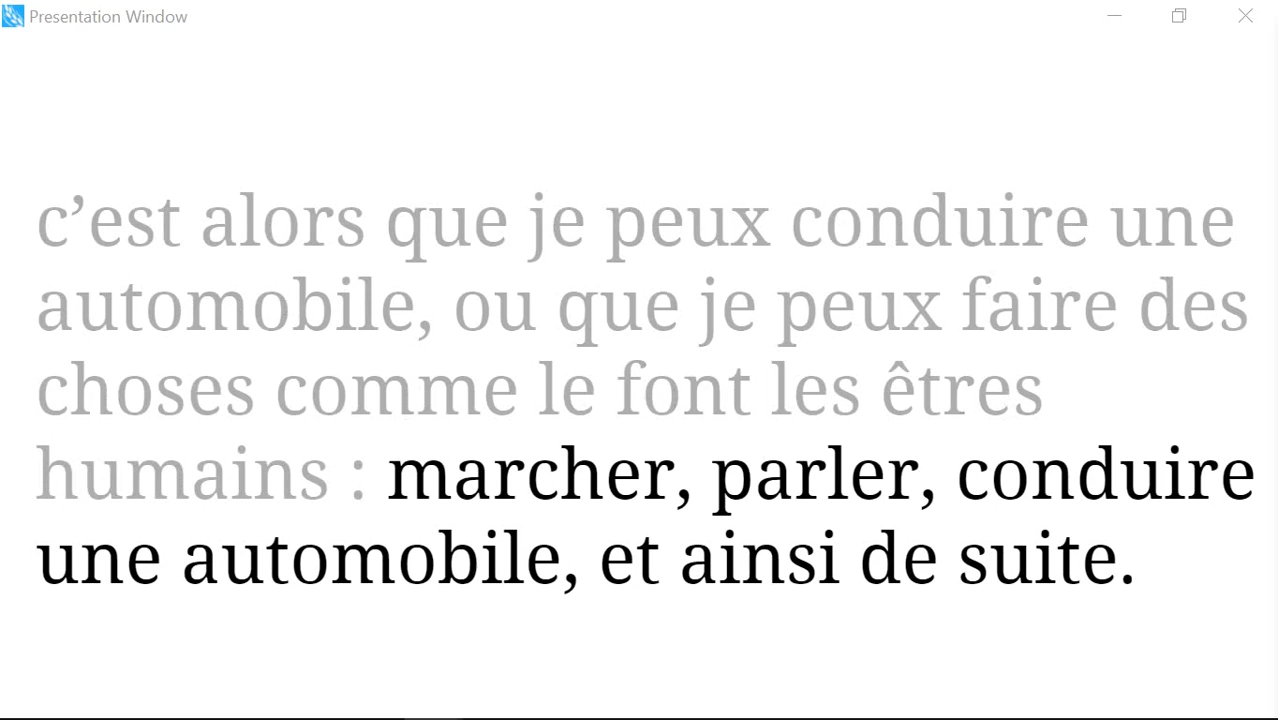 Presentation Window
c’est alors que je peux conduire une
automobile, ou que je peux faire des
choses comme le font les êtres
humains : marcher, parler, conduire
une automobile, et ainsi de suite.